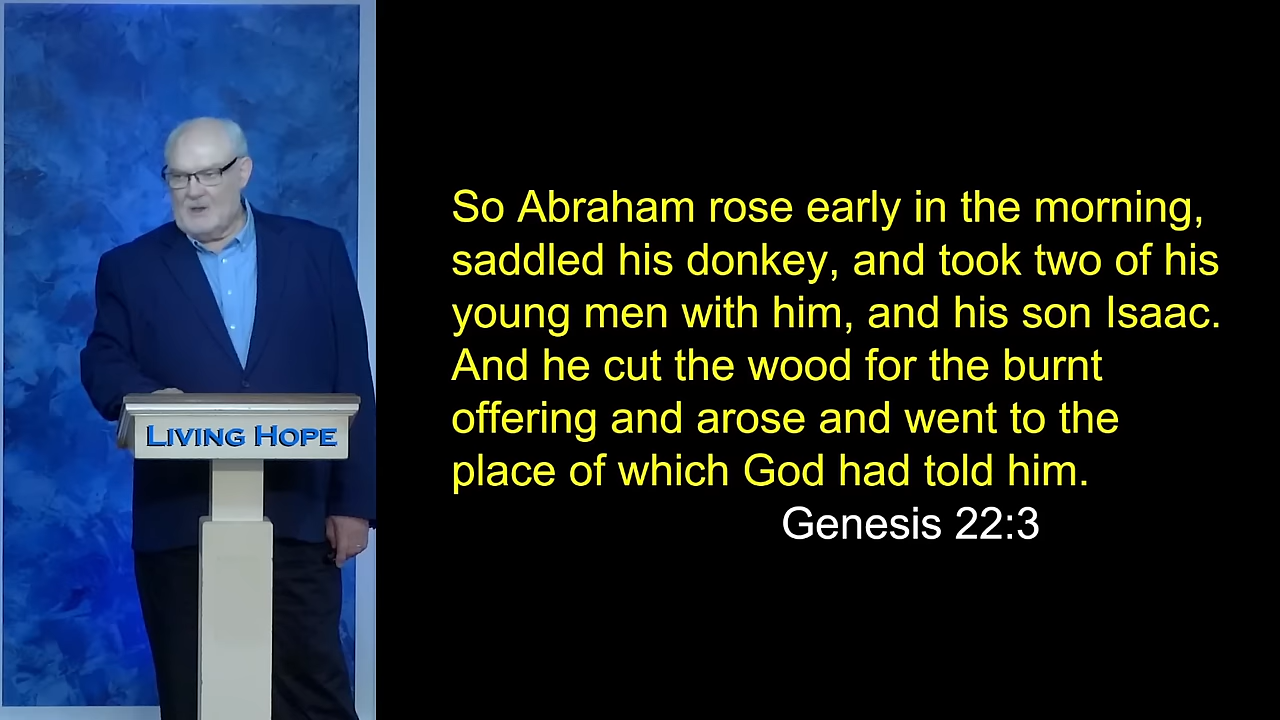 LIVING HOPE
So Abraham rose early in the morning,
saddled his donkey, and took two of his
young men with him, and his son Isaac.
And he cut the wood for the burnt
offering and arose and went to the
place of which God had told him.
Genesis 22:3